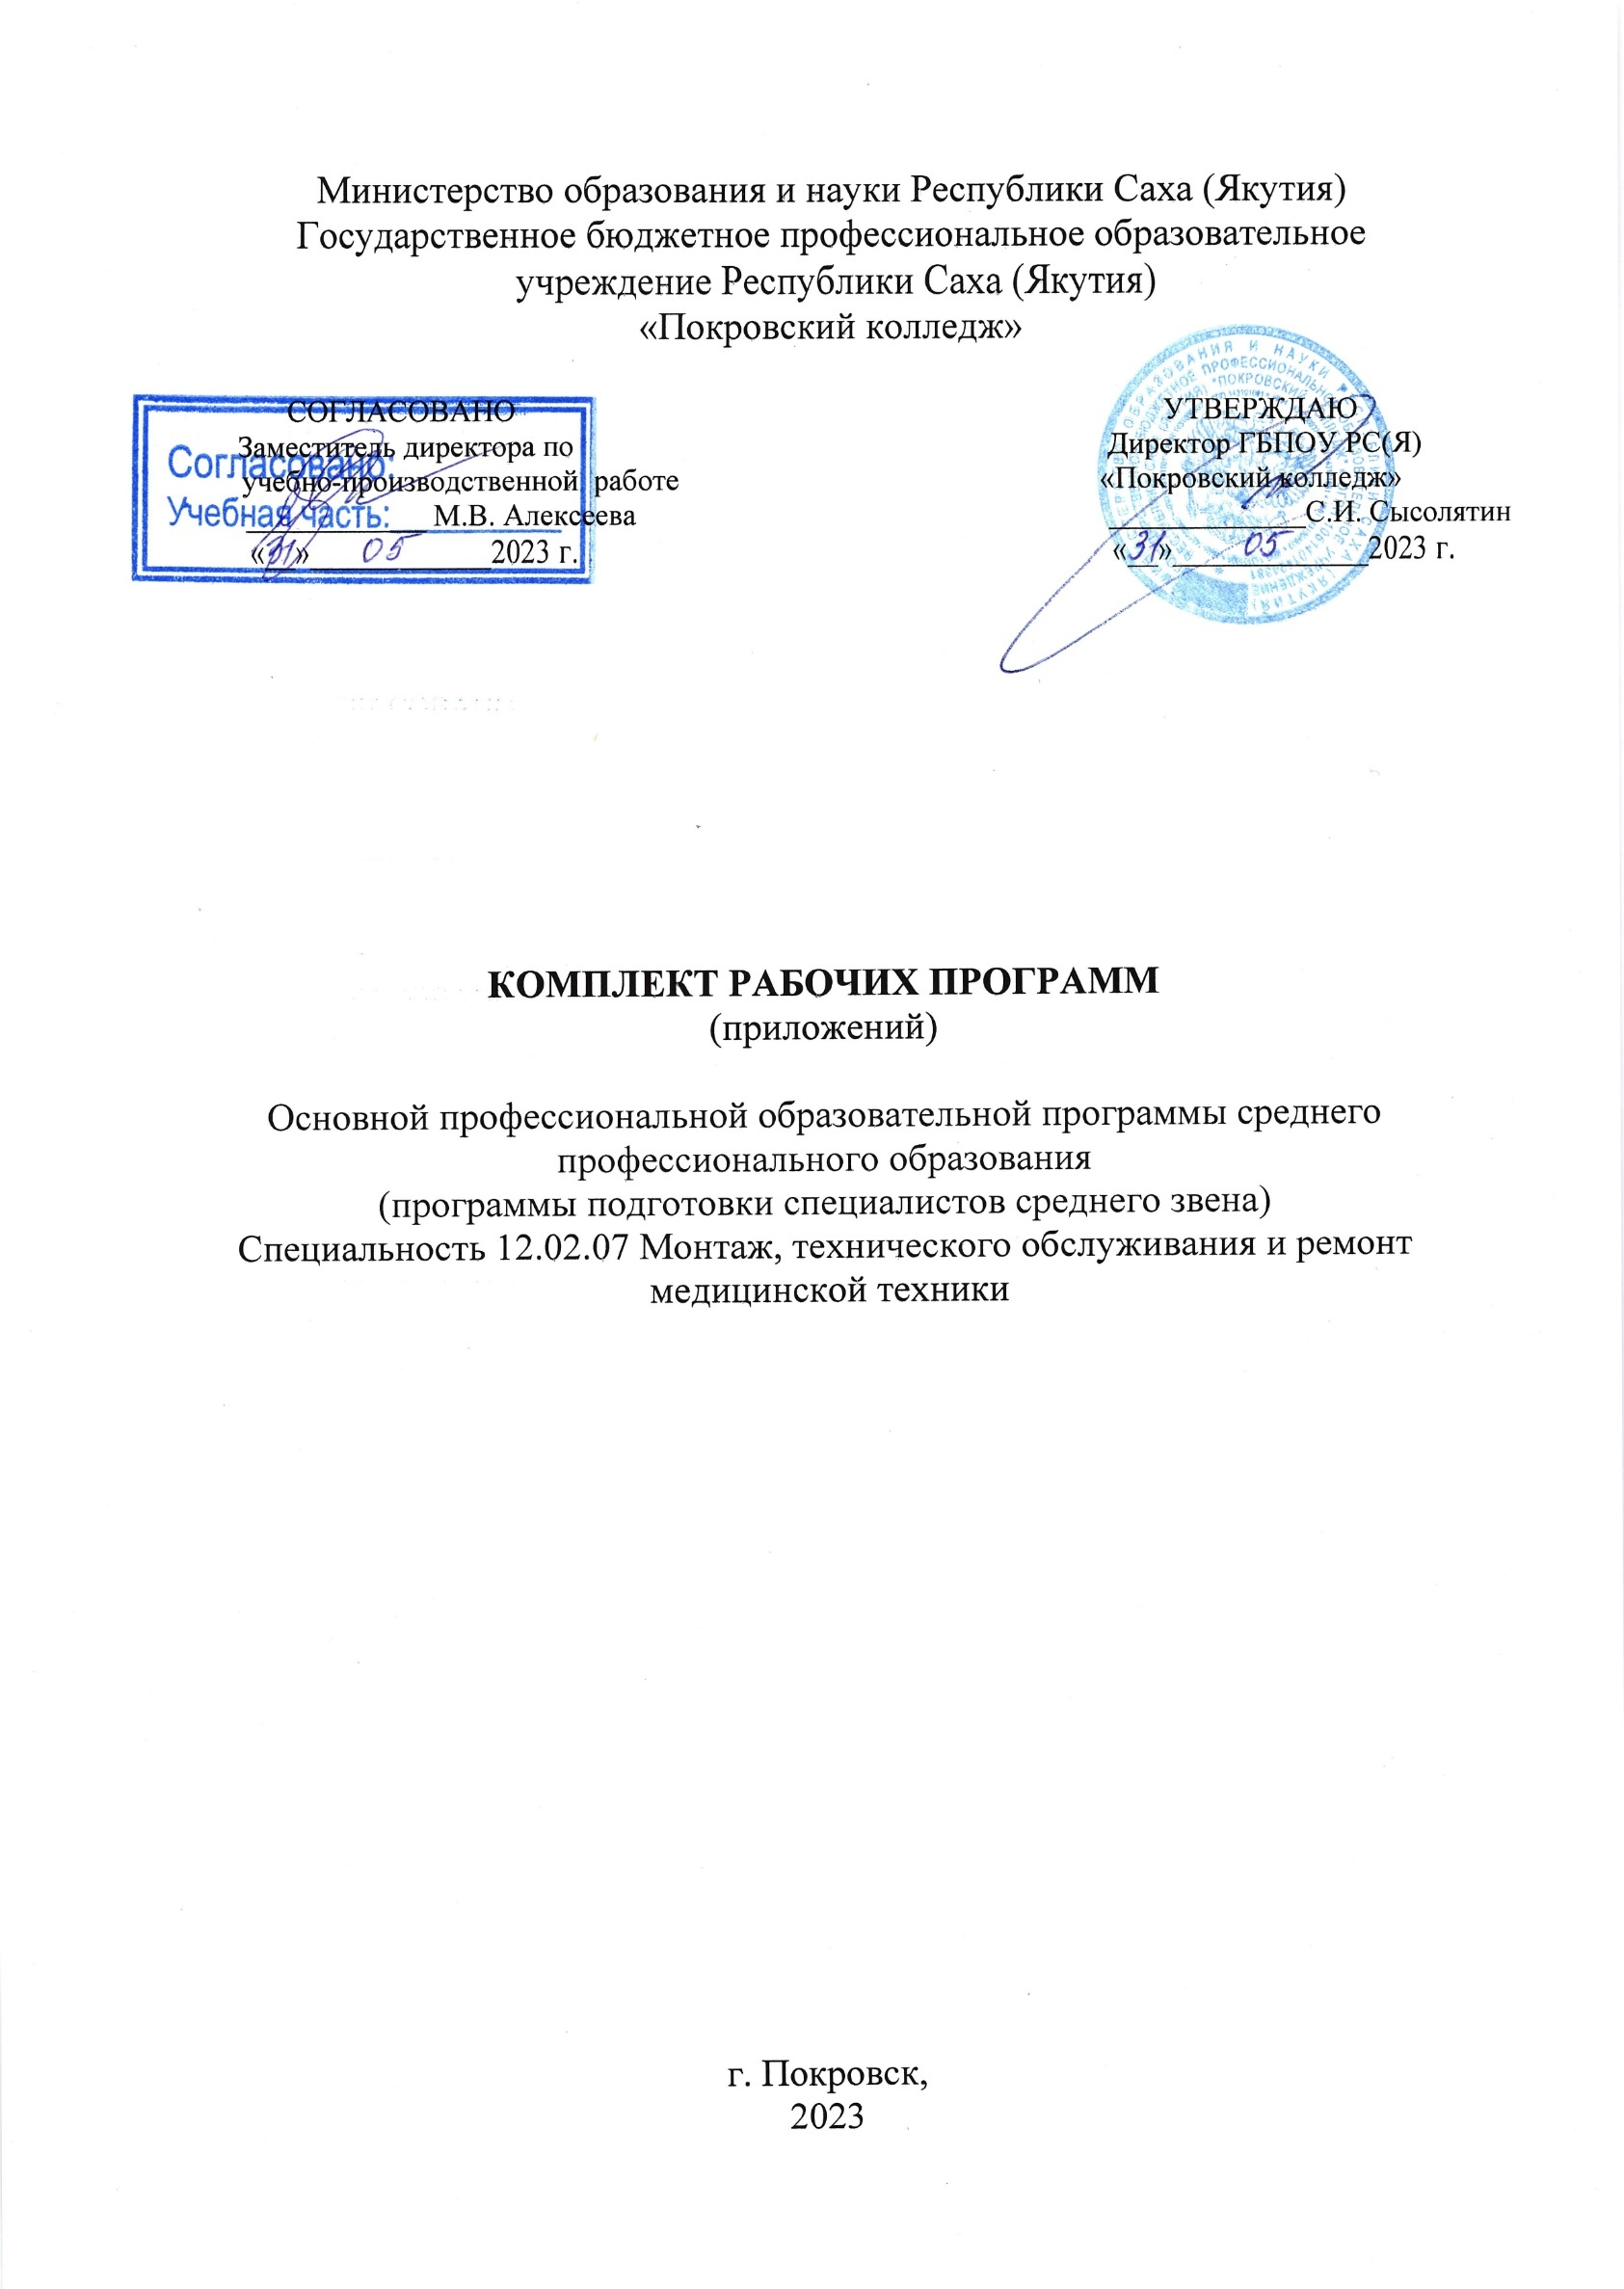 Министерство образования и науки Республики Саха (Якутия)
Государственное бюджетное профессиональное образовательное
учреждение Республики Саха (Якутия)
«Покровский колледж»
СОГЛАСОВАНО
Заместитель директора по
учебно-производственной работе
М.В. Алексеева
«31» 05 2023 г.
Согласовано:
Учебная часть:
УТВЕРЖДАЮ
Директор ГБПОУ РС(Я)
«Покровский колледж»
С.И. Сысолятин
«31» 05 2023 г.
КОМПЛЕКТ РАБОЧИХ ПРОГРАММ
(приложений)
Основной профессиональной образовательной программы среднего
профессионального образования
(программы подготовки специалистов среднего звена)
Специальность 12.02.07 Монтаж, технического обслуживания и ремонт
медицинской техники
г. Покровск,
2023